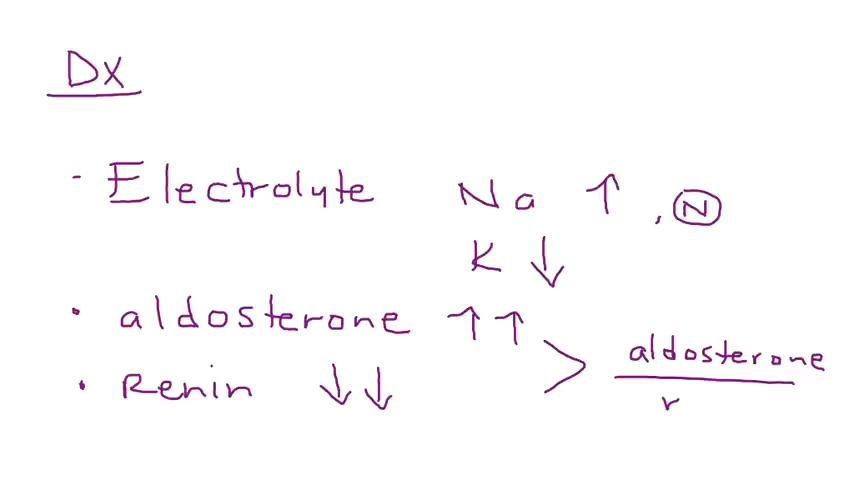 Dx
· Electrolyte Na ↑ , N
K ↓
· aldosterone ↑↑
· Renin ↓↓ > aldosterone
r